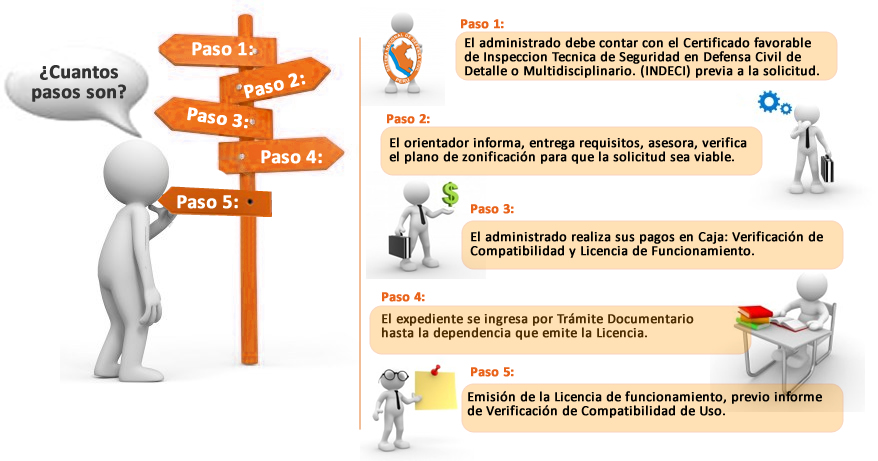 ¿Cuantos
pasos son?
Paso 1:
Paso 2:
Paso 3:
Paso 4:
Paso 5:
Paso 1:
El administrado debe contar con el Certificado favorable
de Inspeccion Tecnica de Seguridad en Defensa Civil de
Detalle o Multidisciplinario. (INDECI) previa a la solicitud.
Paso 2:
El orientador informa, entrega requisitos, asesora, verifica
el plano de zonificación para que la solicitud sea viable.
Paso 3:
El administrado realiza sus pagos en Caja: Verificación de
Compatibilidad y Licencia de Funcionamiento.
Paso 4:
El expediente se ingresa por Trámite Documentario
hasta la dependencia que emite la Licencia.
Paso 5:
Emisión de la Licencia de funcionamiento, previo informe
de Verificación de Compatibilidad de Uso.